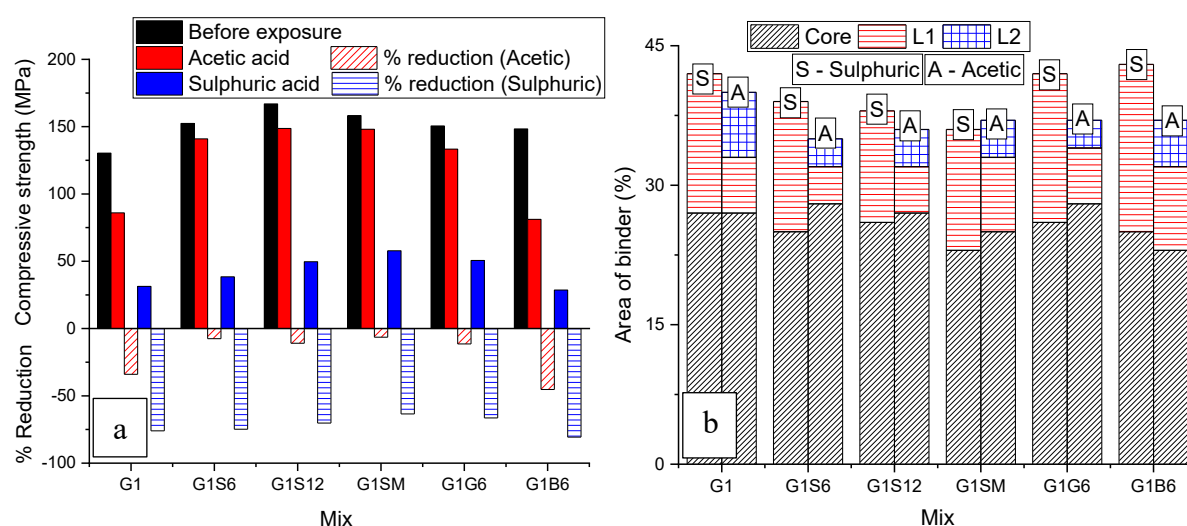 Before exposure
Acetic acid
% reduction (Acetic)
Sulphuric acid
% reduction (Sulphuric)
200
150
100
50
0
-50
-100
Compressive strength (MPa)
% Reduction
a
G1 G1S6 G1S12 G1SM G1G6 G1B6
Mix
Core L1 L2
S - Sulphuric A - Acetic
45
30
15
0
Area of binder (%)
S A S A S A S A S A S A
b
G1 G1S6 G1S12 G1SM G1G6 G1B6
Mix